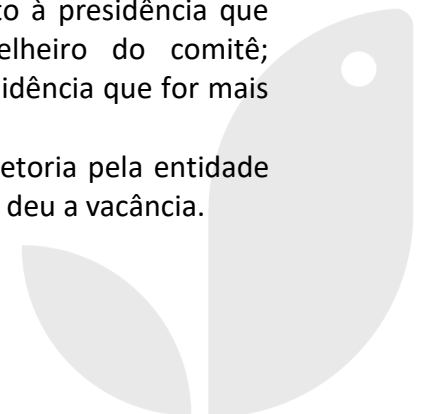 to à presidência que
elheiro do comitê;
idência que for mais
etoria pela entidade
deu a vacância.